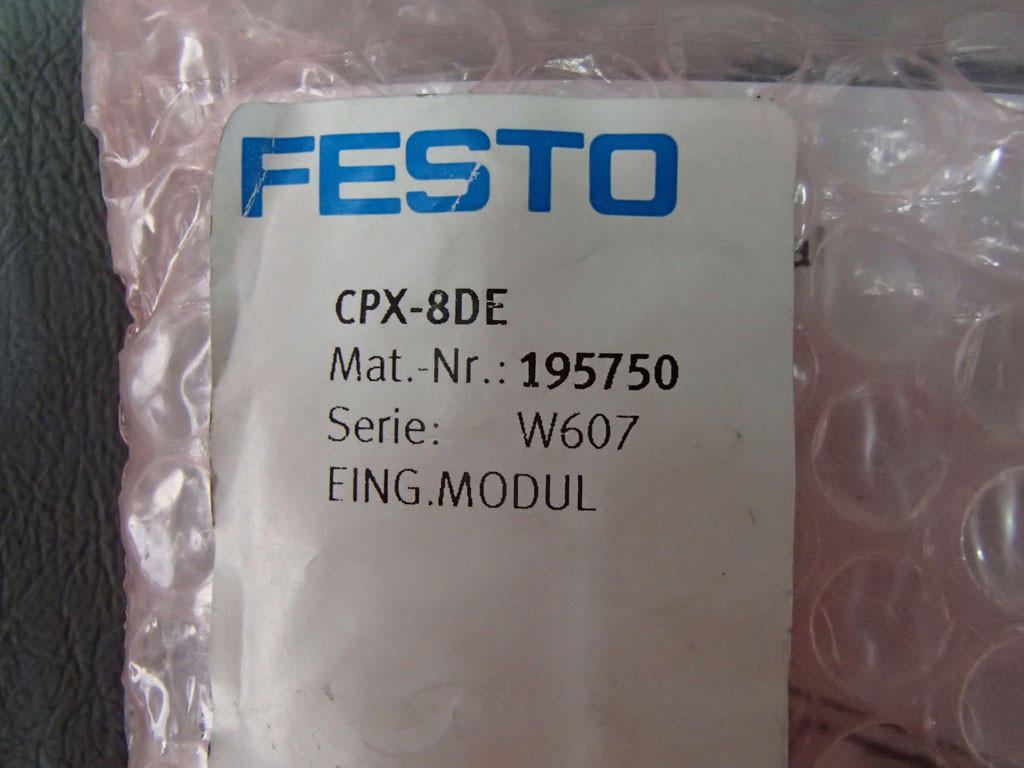 FESTO
CPX-8DE
Mat.-Nr.: 195750
Serie: W607
EING.MODUL